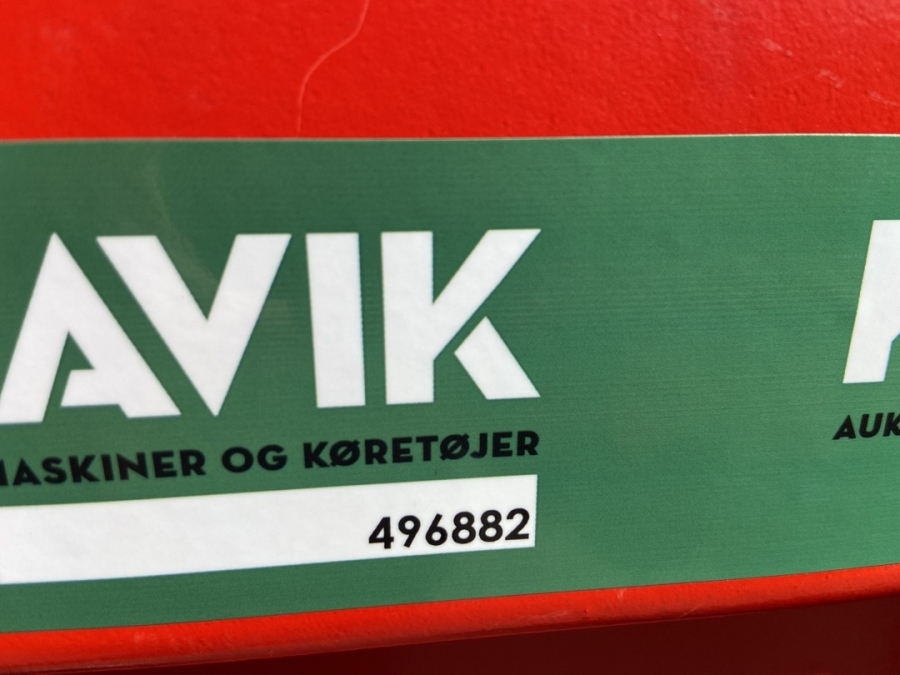 AVIK
MASKINER OG KØRETØJER
496882
AUK